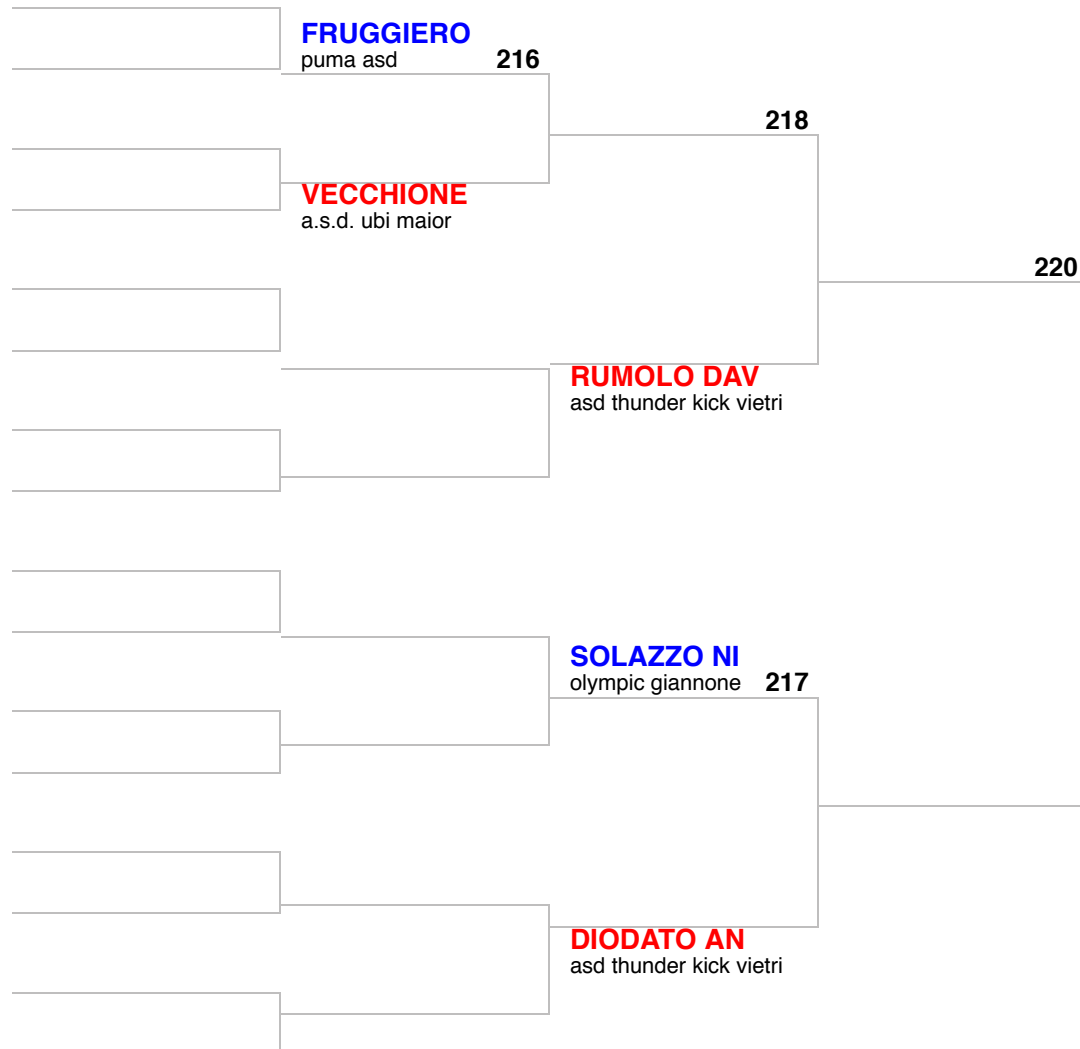 FRUGGIERO
puma asd 216
218
VECCHIONE
a.s.d. ubi maior
220
RUMOLO DAV
asd thunder kick vietri
SOLAZZO NI
olympic giannone 217
DIODATO AN
asd thunder kick vietri